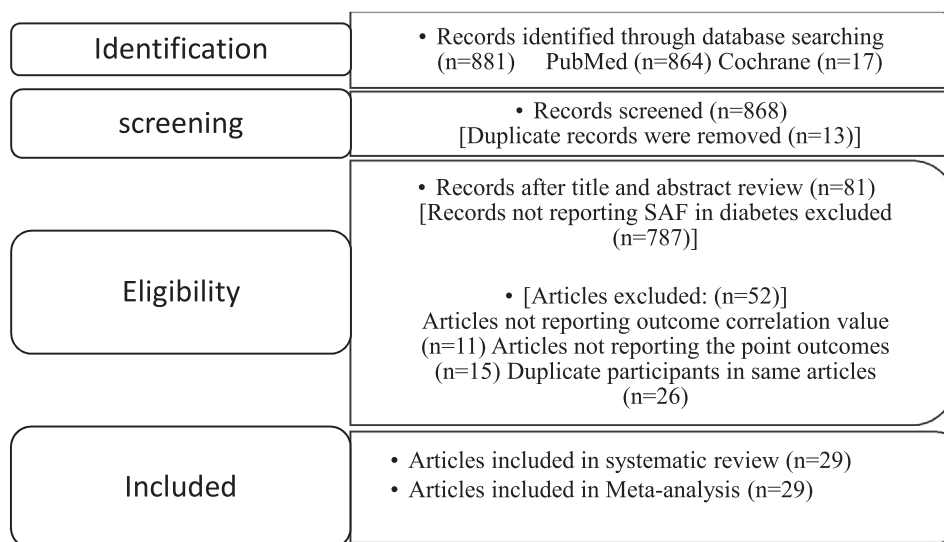 Identification
• Records identified through database searching
(n=881) PubMed (n=864) Cochrane (n=17)
screening
• Records screened (n=868)
[Duplicate records were removed (n=13)]
Eligibility
• Records after title and abstract review (n=81)
[Records not reporting SAF in diabetes excluded
(n=787)]
• [Articles excluded: (n=52)]
Articles not reporting outcome correlation value
(n=11) Articles not reporting the point outcomes
(n=15) Duplicate participants in same articles
(n=26)
Included
• Articles included in systematic review (n=29)
• Articles included in Meta-analysis (n=29)